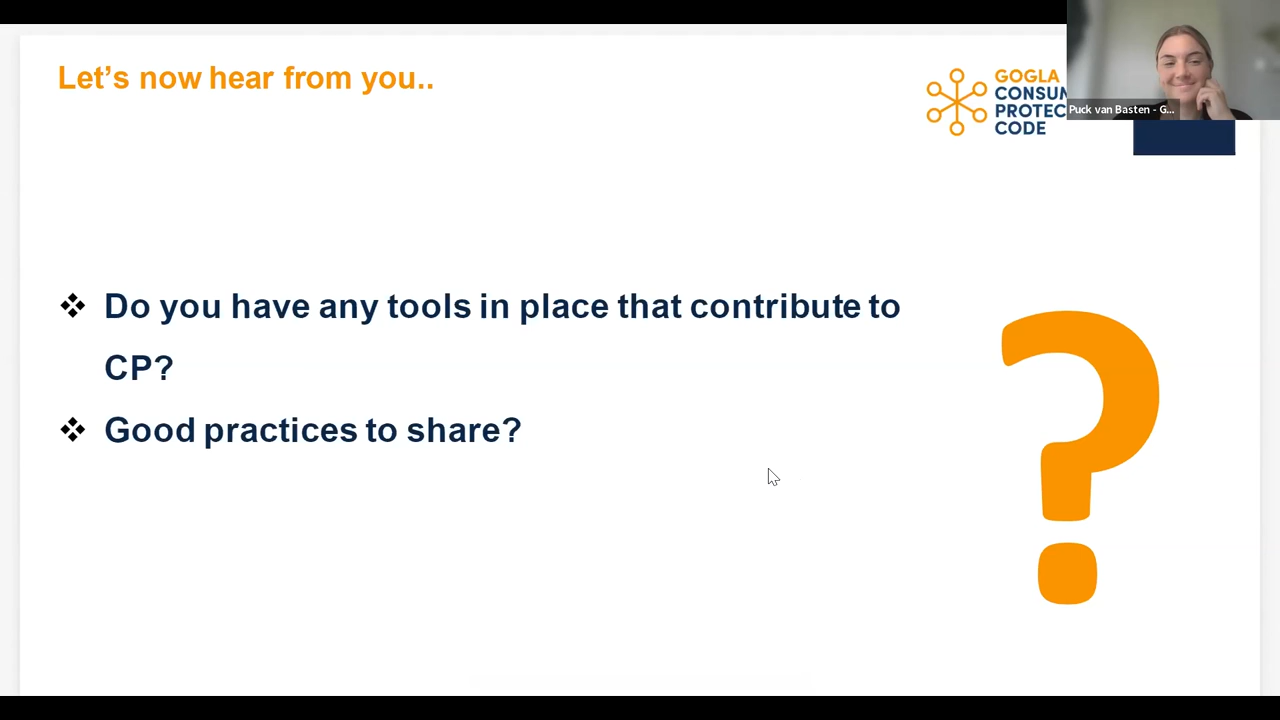 Let’s now hear from you..
GOGLA
CONSUM
PROTEC
CODE
Puck van Basten - G...
❖ Do you have any tools in place that contribute to
CP?
❖ Good practices to share?
?